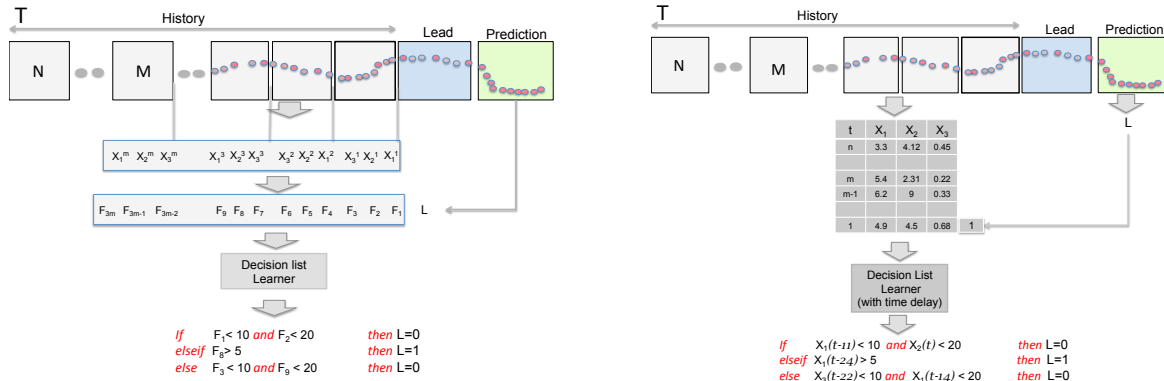 T
History
Lead
Prediction
N
M
X₁ᵐ X₂ᵐ X₃ᵐ X₁³ X₂³ X₃³ X₃² X₂² X₁² X₃¹ X₂¹ X₁¹
F₃ₘ F₃ₘ₋₁ F₃ₘ₋₂ F₉ F₈ F₇ F₆ F₅ F₄ F₃ F₂ F₁ L
Decision list
Learner
If F₁< 10 and F₂< 20 then L=0
elseif F₈> 5 then L=1
else F₃< 10 and F₉< 20 then L=0
T
History
Lead
Prediction
N
M
L
t X₁ X₂ X₃
n 3.3 4.12 0.45
m 5.4 2.31 0.22
m-1 6.2 9 0.33
1 4.9 4.5 0.68 1
Decision List
Learner
(with time delay)
If X₁(t-11)< 10 and X₂(t)< 20 then L=0
elseif X₁(t-24)> 5 then L=1
else X₃(t-22)< 10 and X₁(t-14)< 20 then L=0